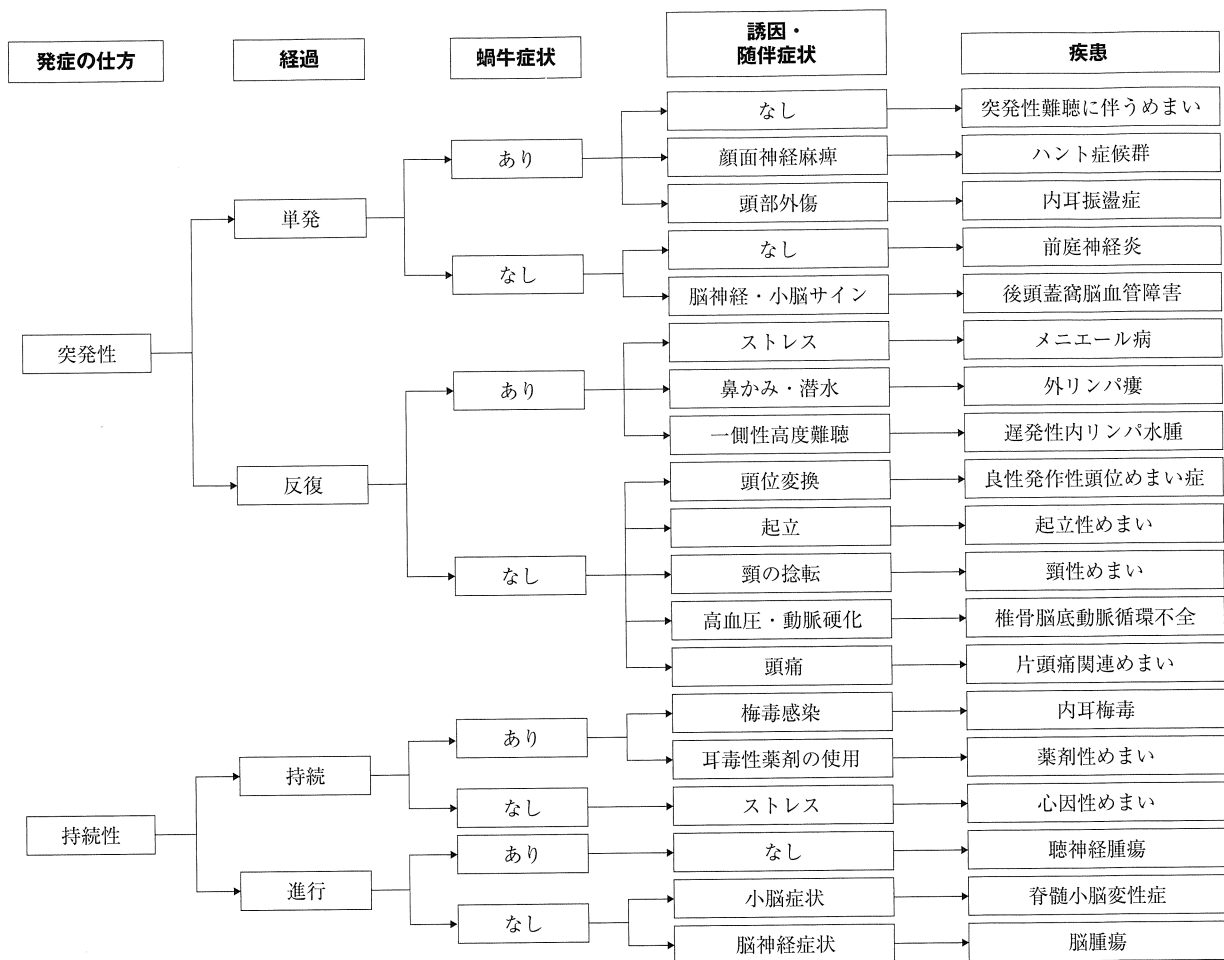 発症の仕方
経過
蝸牛症状
誘因・
随伴症状
疾患
突発性
単発
あり
なし
突発性難聴に伴うめまい
顔面神経麻痺
ハント症候群
頭部外傷
内耳振盪症
なし
なし
前庭神経炎
脳神経・小脳サイン
後頭蓋窩脳血管障害
反復
あり
ストレス
メニエール病
鼻かみ・潜水
外リンパ瘻
一側性高度難聴
遅発性内リンパ水腫
なし
頭位変換
良性発作性頭位めまい症
起立
起立性めまい
頸の捻転
頸性めまい
高血圧・動脈硬化
椎骨脳底動脈循環不全
頭痛
片頭痛関連めまい
持続性
持続
あり
梅毒感染
内耳梅毒
耳毒性薬剤の使用
薬剤性めまい
なし
ストレス
心因性めまい
進行
あり
なし
聴神経腫瘍
なし
小脳症状
脊髄小脳変性症
脳神経症状
脳腫瘍